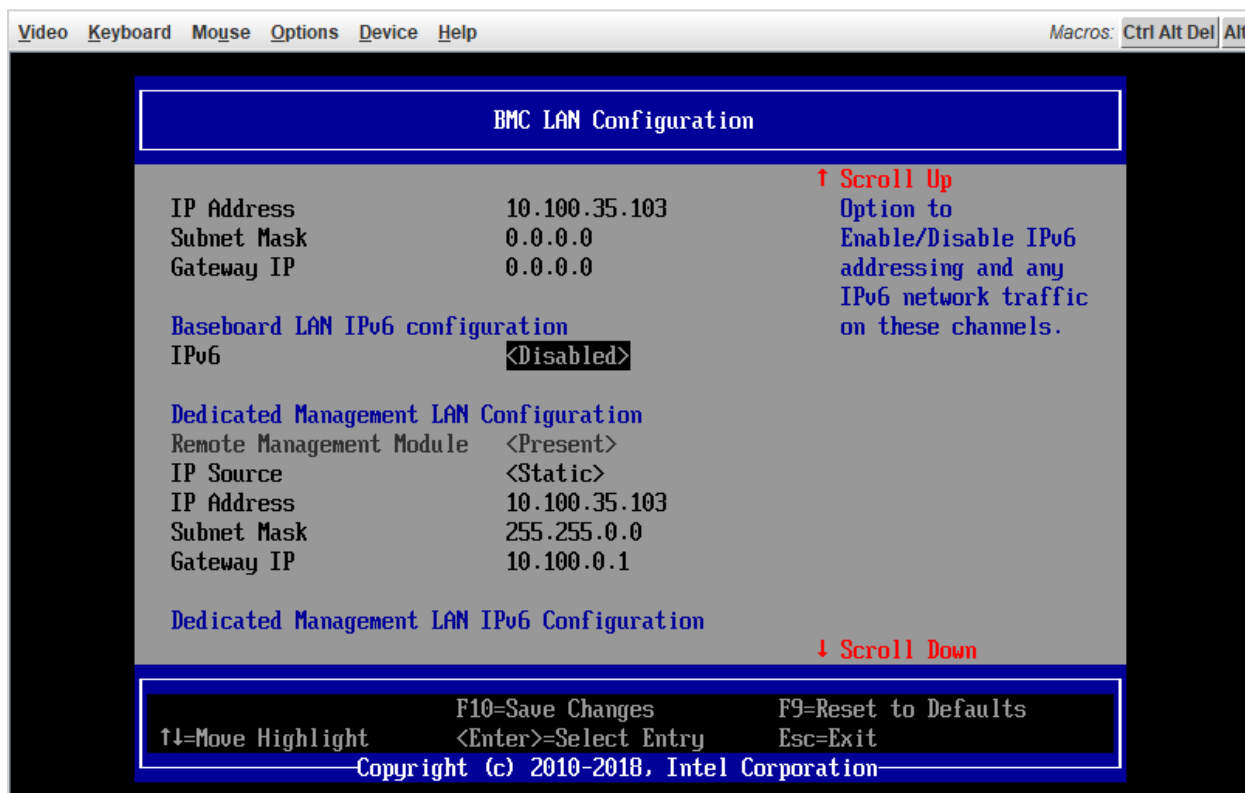 Video Keyboard Mouse Options Device Help Macros: Ctrl Alt Del Alt
BMC LAN Configuration
↑ Scroll Up
IP Address 10.100.35.103 Option to
Subnet Mask 0.0.0.0 Enable/Disable IPv6
Gateway IP 0.0.0.0 addressing and any
IPv6 network traffic
Baseboard LAN IPv6 configuration on these channels.
IPv6 <Disabled>
Dedicated Management LAN Configuration
Remote Management Module <Present>
IP Source <Static>
IP Address 10.100.35.103
Subnet Mask 255.255.0.0
Gateway IP 10.100.0.1
Dedicated Management LAN IPv6 Configuration
↓ Scroll Down
F10=Save Changes F9=Reset to Defaults
↑↓=Move Highlight <Enter>=Select Entry Esc=Exit
Copyright (c) 2010-2018, Intel Corporation